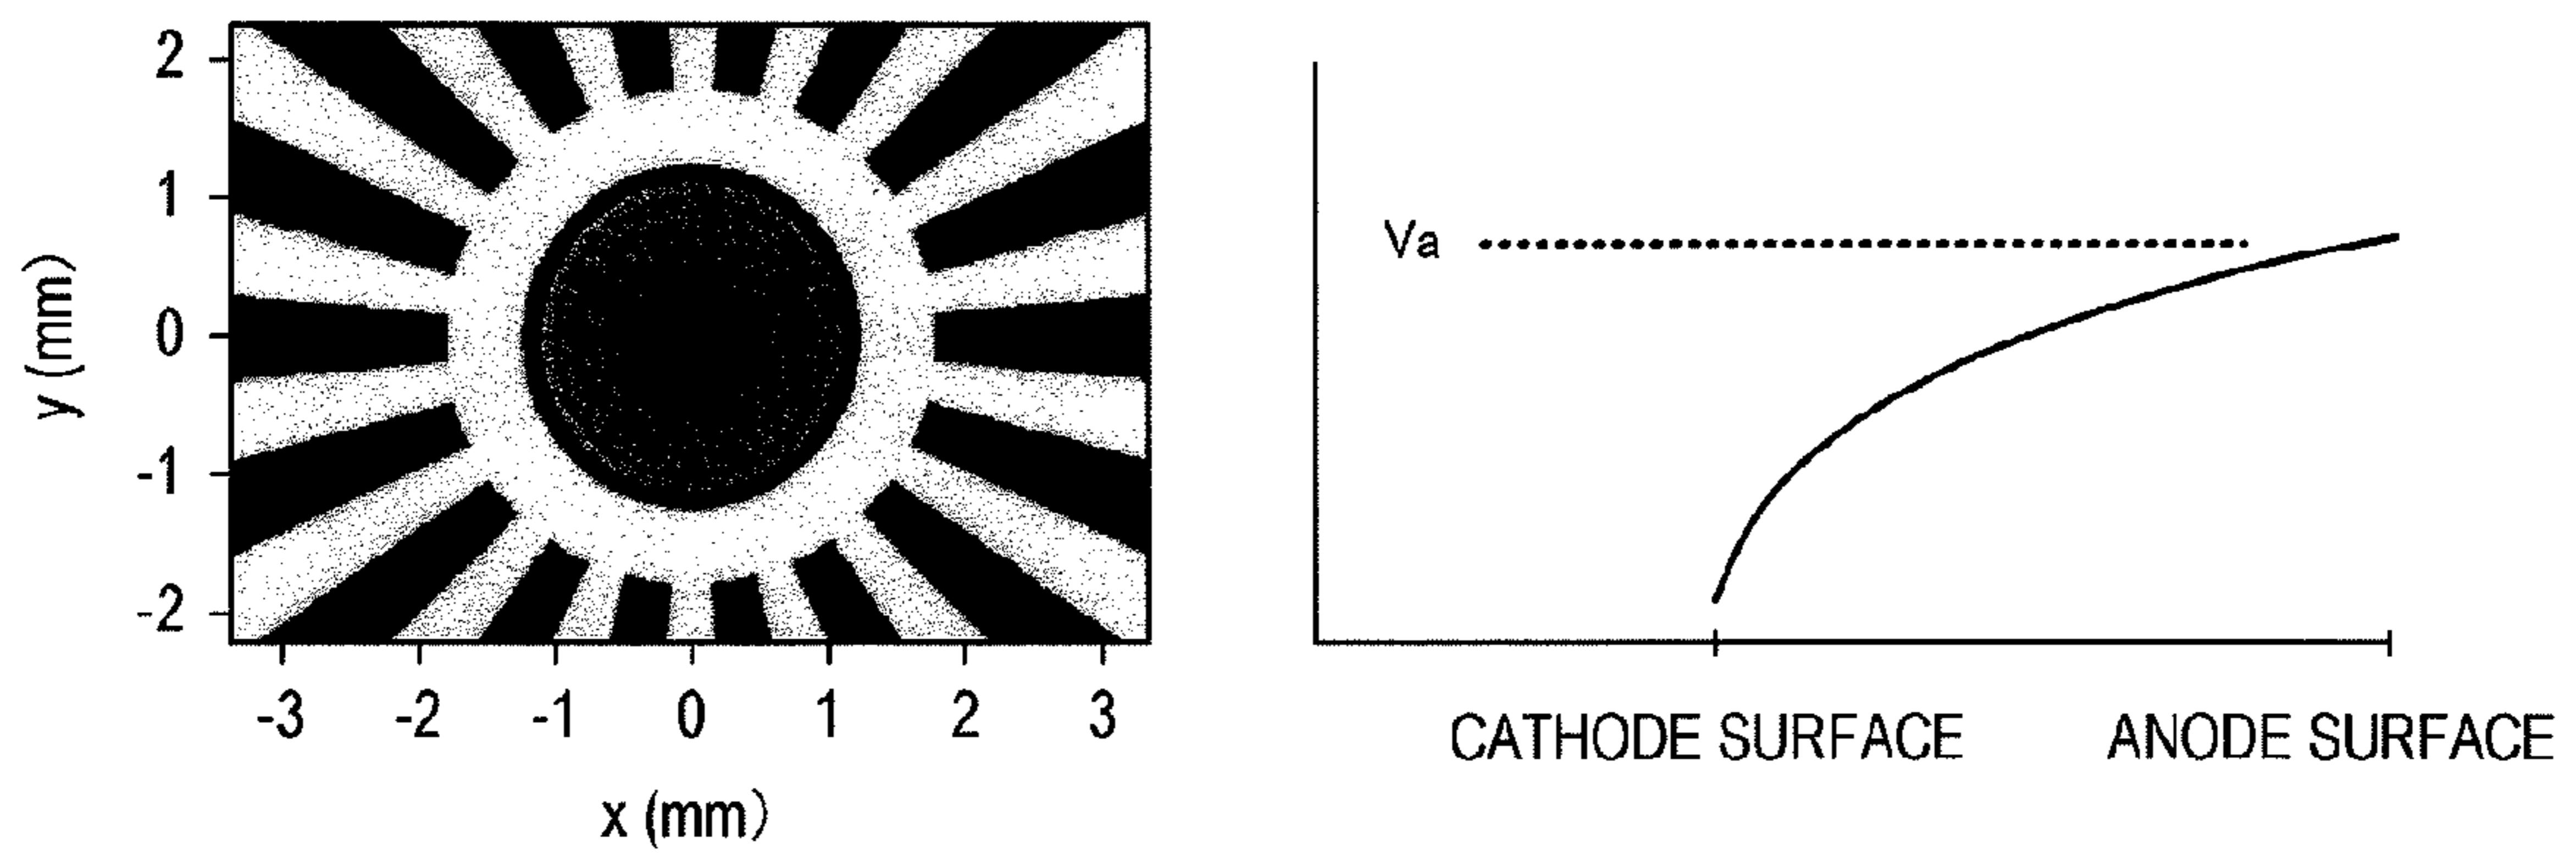 2
1
0
-1
-2
y (mm)
-3 -2 -1 0 1 2 3
x (mm)
Va
CATHODE SURFACE ANODE SURFACE